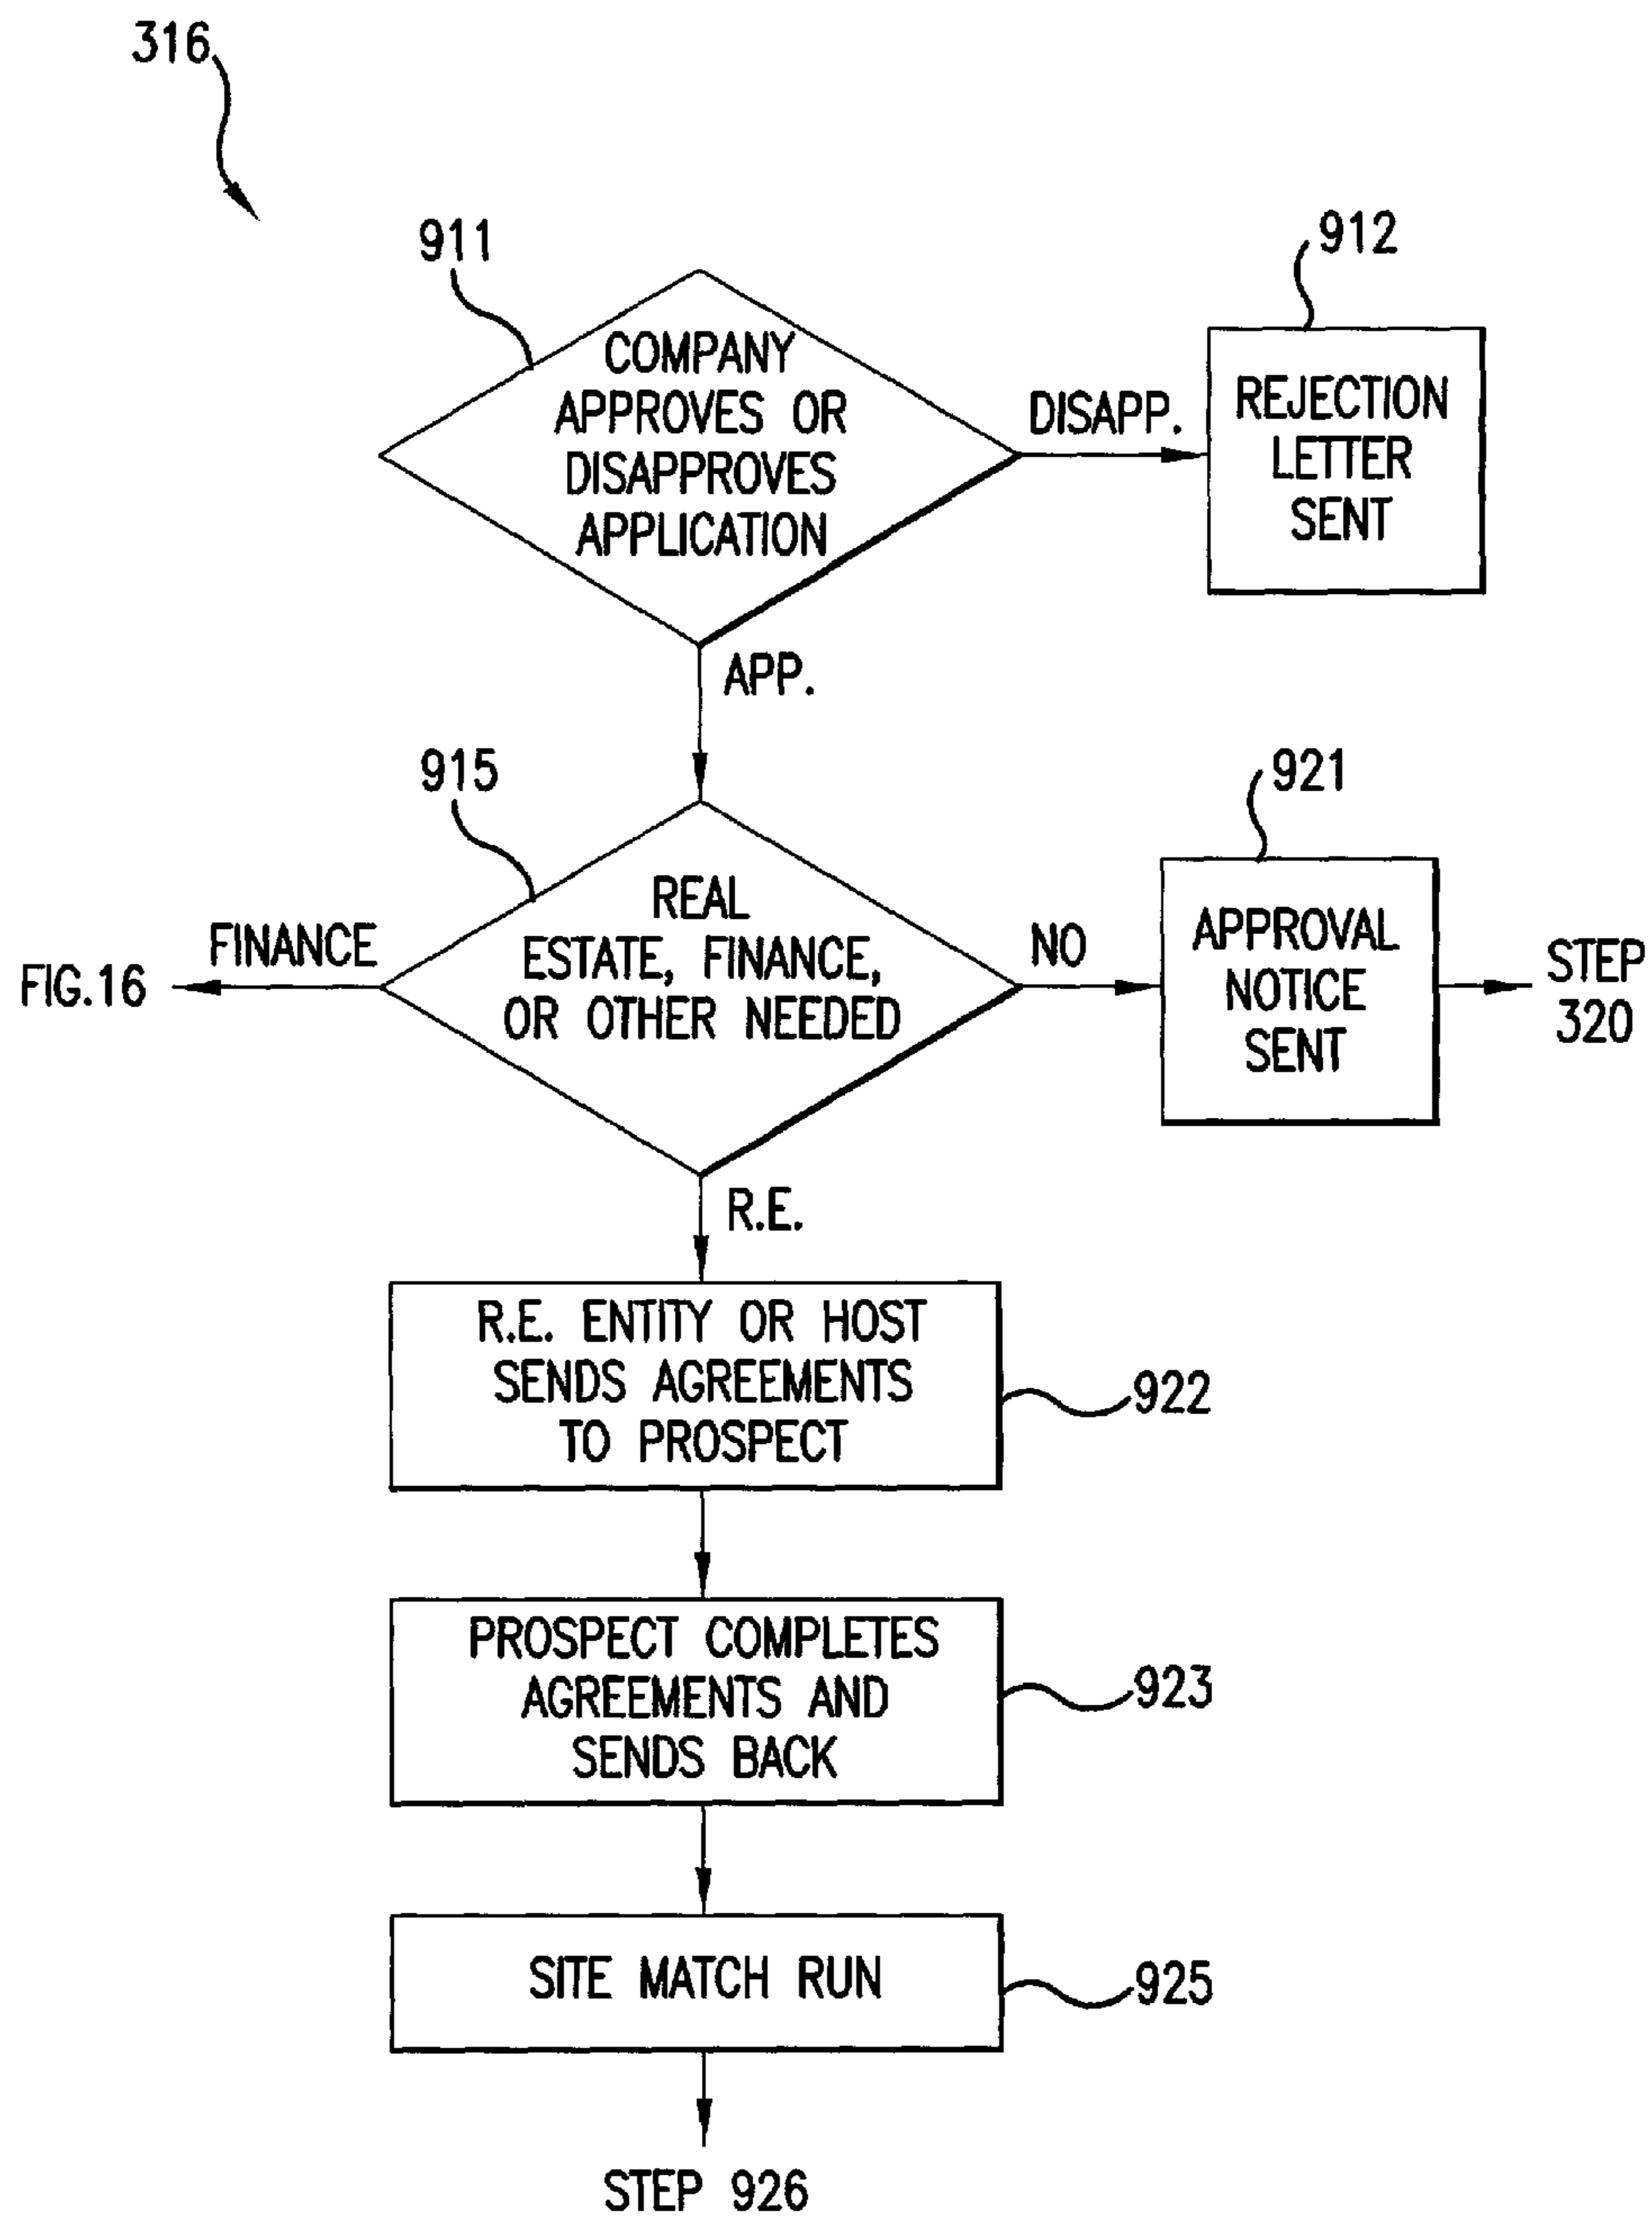 316
911
912
COMPANY
APPROVES OR
DISAPPROVES
APPLICATION
DISAPP.
REJECTION
LETTER
SENT
APP.
915
921
REAL
ESTATE, FINANCE,
OR OTHER NEEDED
FINANCE
FIG.16
NO
APPROVAL
NOTICE
SENT
STEP
320
R.E.
R.E. ENTITY OR HOST
SENDS AGREEMENTS
TO PROSPECT
922
PROSPECT COMPLETES
AGREEMENTS AND
SENDS BACK
923
SITE MATCH RUN
925
STEP 926